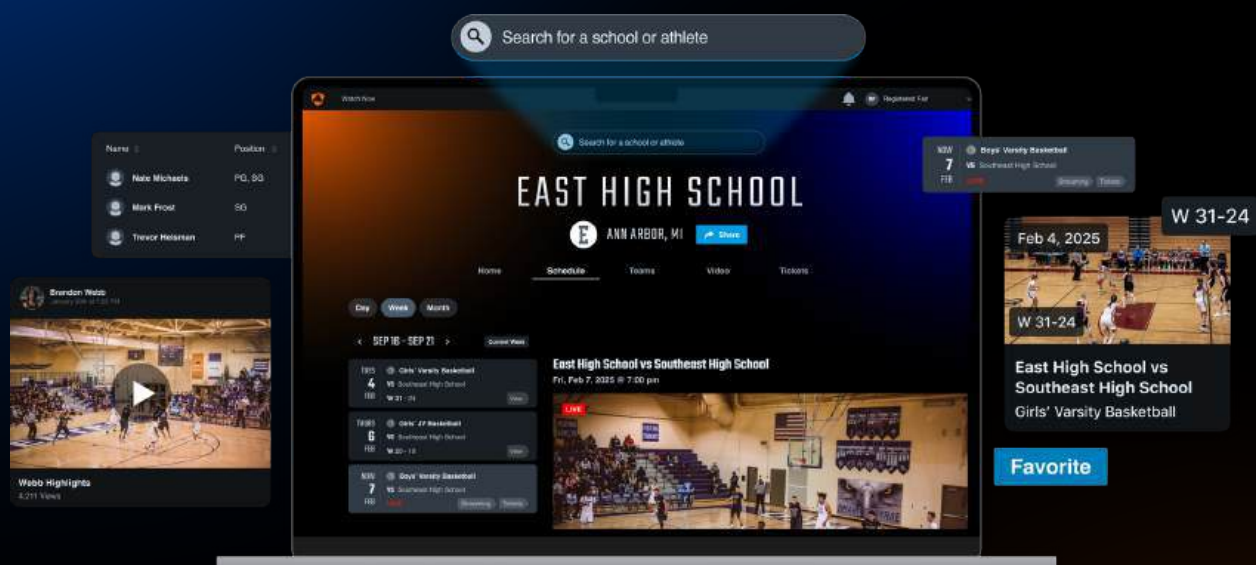 Search for a school or athlete
Watch Now
Registered Fan
Search for a school or athlete
EAST HIGH SCHOOL
E
ANN ARBOR, MI
Share
Home
Schedule
Teams
Video
Tickets
Day
Week
Month
SEP 16 - SEP 21
Current Week
TUES
4
FEB
Girls' Varsity Basketball
VS Southeast High School
W 31 - 24
View
THURS
6
FEB
Girls' JV Basketball
VS Southeast High School
W 20 - 18
View
NOW
7
FEB
Boys' Varsity Basketball
VS Southeast High School
LIVE
Streaming
Tickets
East High School vs Southeast High School
Fri, Feb 7, 2025 @ 7:00 pm
LIVE
Name
Position
Nate Michaels
PG, SG
Mark Frost
SG
Trevor Heisman
PF
Brandon Webb
Webb Highlights
4,211 Views
NOW
7
FEB
Boys' Varsity Basketball
VS Southeast High School
LIVE
Streaming
Tickets
W 31-24
Feb 4, 2025
W 31-24
East High School vs
Southeast High School
Girls' Varsity Basketball
Favorite